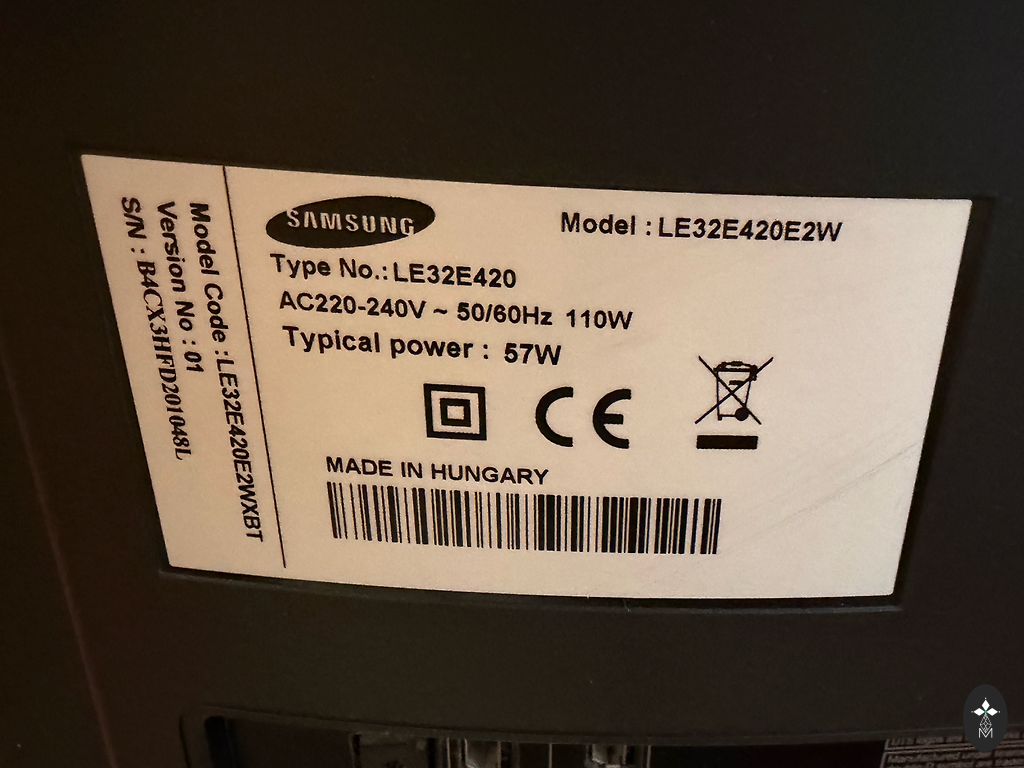 SAMSUNG
Model : LE32E420E2W
Type No.: LE32E420
AC220-240V ~ 50/60Hz 110W
Typical power : 57W
CE
MADE IN HUNGARY
Model Code : LE32E420E2WXBT
Version No : 01
S/N : B4CX3HFD201048L
M